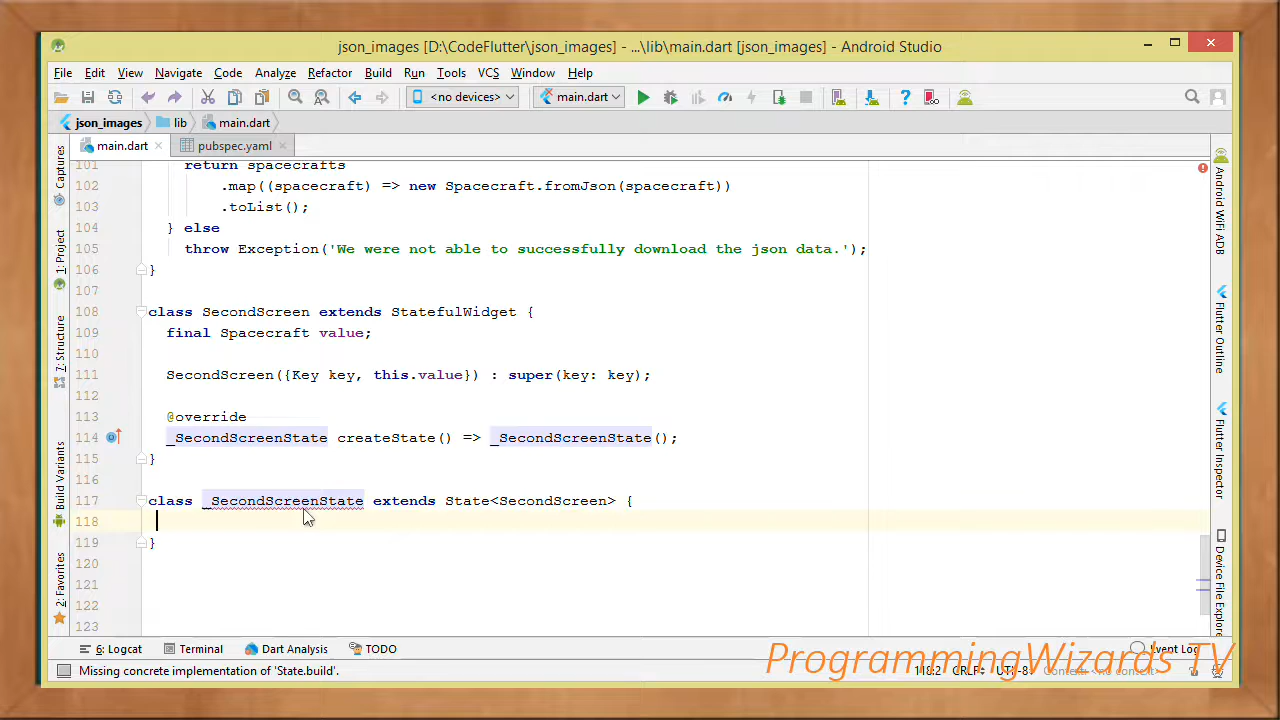 json_images [D:\CodeFlutter\json_images] - ...\lib\main.dart [json_images] - Android Studio
File Edit View Navigate Code Analyze Refactor Build Run Tools VCS Window Help
<no devices> main.dart
json_images lib main.dart
main.dart pubspec.yaml
101 return spacecrafts
102 .map((spacecraft) => new Spacecraft.fromJson(spacecraft))
103 .toList();
104 } else
105 throw Exception('We were not able to successfully download the json data.');
106 }
107
108 class SecondScreen extends StatefulWidget {
109 final Spacecraft value;
110
111 SecondScreen({Key key, this.value}) : super(key: key);
112
113 @override
114 _SecondScreenState createState() => _SecondScreenState();
115 }
116
117 class _SecondScreenState extends State<SecondScreen> {
118
119 }
120
121
122
123
Captures
1: Project
7: Structure
Build Variants
2: Favorites
Android WiFi ADB
Flutter Outline
Flutter Inspector
Device File Explorer
6: Logcat Terminal Dart Analysis TODO Event Log
ProgrammingWizards TV
Missing concrete implementation of 'State.build'. 118:2 CRLF UTF-8 Context: <no context>